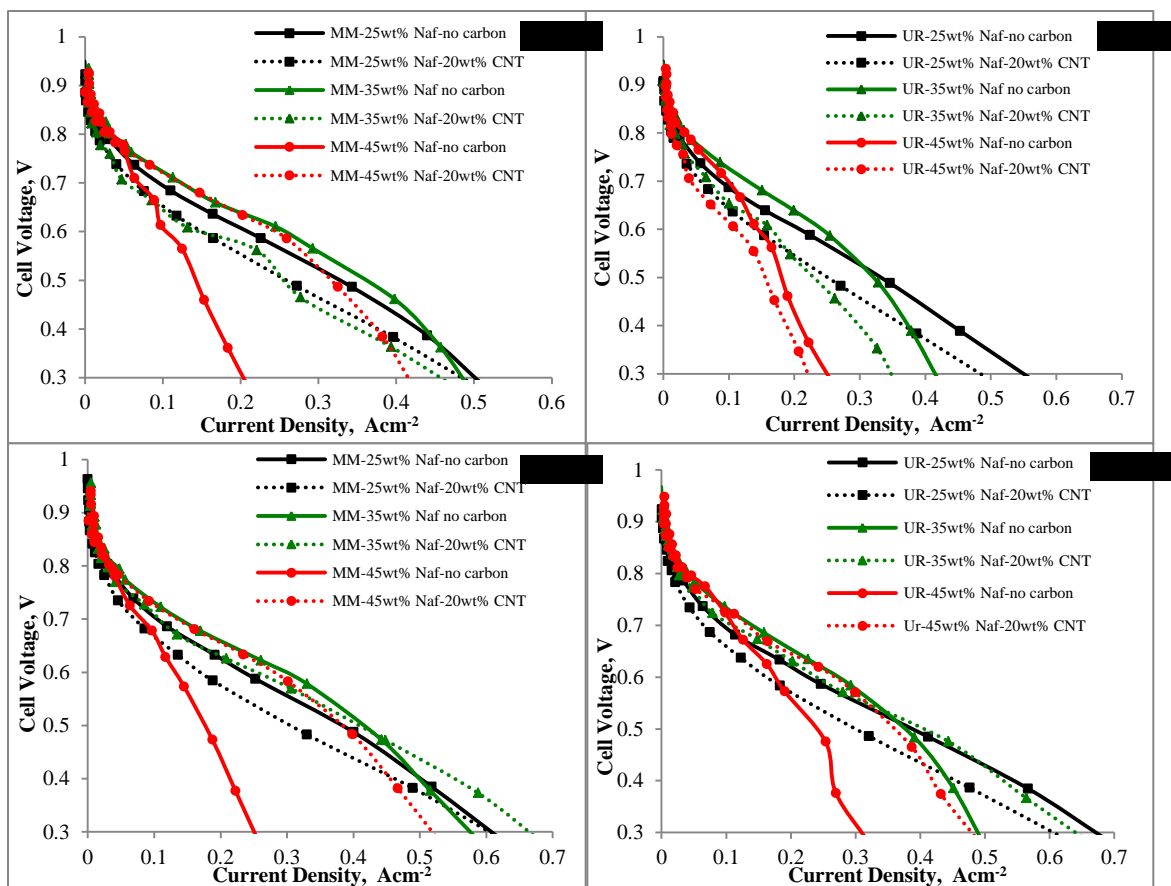 MM-25wt% Naf-no carbon
MM-25wt% Naf-20wt% CNT
MM-35wt% Naf no carbon
MM-35wt% Naf-20wt% CNT
MM-45wt% Naf-no carbon
MM-45wt% Naf-20wt% CNT
Cell Voltage, V
1
0.9
0.8
0.7
0.6
0.5
0.4
0.3
0 0.1 0.2 0.3 0.4 0.5 0.6
Current Density, Acm-2
UR-25wt% Naf-no carbon
UR-25wt% Naf-20wt% CNT
UR-35wt% Naf no carbon
UR-35wt% Naf-20wt% CNT
UR-45wt% Naf-no carbon
UR-45wt% Naf-20wt% CNT
Cell Voltage, V
1
0.9
0.8
0.7
0.6
0.5
0.4
0.3
0 0.1 0.2 0.3 0.4 0.5 0.6 0.7
Current Density, Acm-2
MM-25wt% Naf-no carbon
MM-25wt% Naf-20wt% CNT
MM-35wt% Naf no carbon
MM-35wt% Naf-20wt% CNT
MM-45wt% Naf-no carbon
MM-45wt% Naf-20wt% CNT
Cell Voltage, V
1
0.9
0.8
0.7
0.6
0.5
0.4
0.3
0 0.1 0.2 0.3 0.4 0.5 0.6 0.7
Current Density, Acm-2
UR-25wt% Naf-no carbon
UR-25wt% Naf-20wt% CNT
UR-35wt% Naf-no carbon
UR-35wt% Naf-20wt% CNT
UR-45wt% Naf-no carbon
Ur-45wt% Naf-20wt% CNT
Cell Voltage, V
1
0.9
0.8
0.7
0.6
0.5
0.4
0.3
0 0.1 0.2 0.3 0.4 0.5 0.6 0.7
Current Density, Acm-2